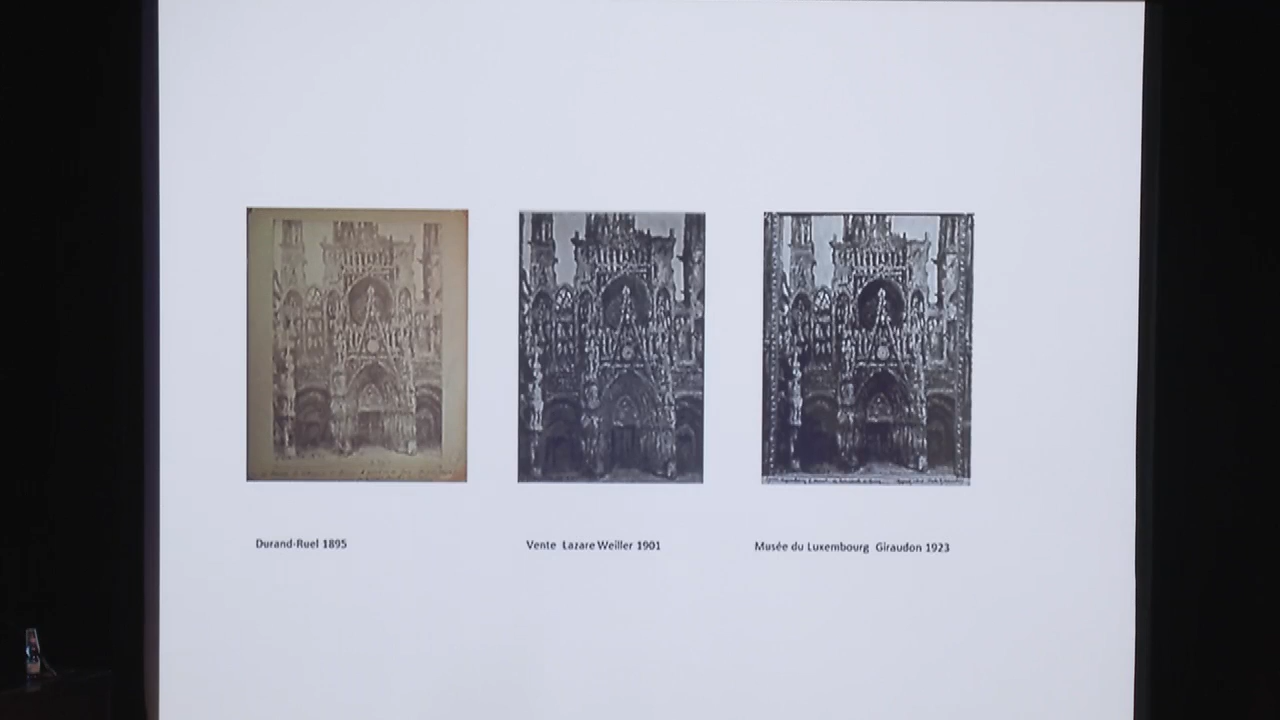 Durand-Ruel 1895
Vente Lazare Weiller 1901
Musée du Luxembourg Giraudon 1923